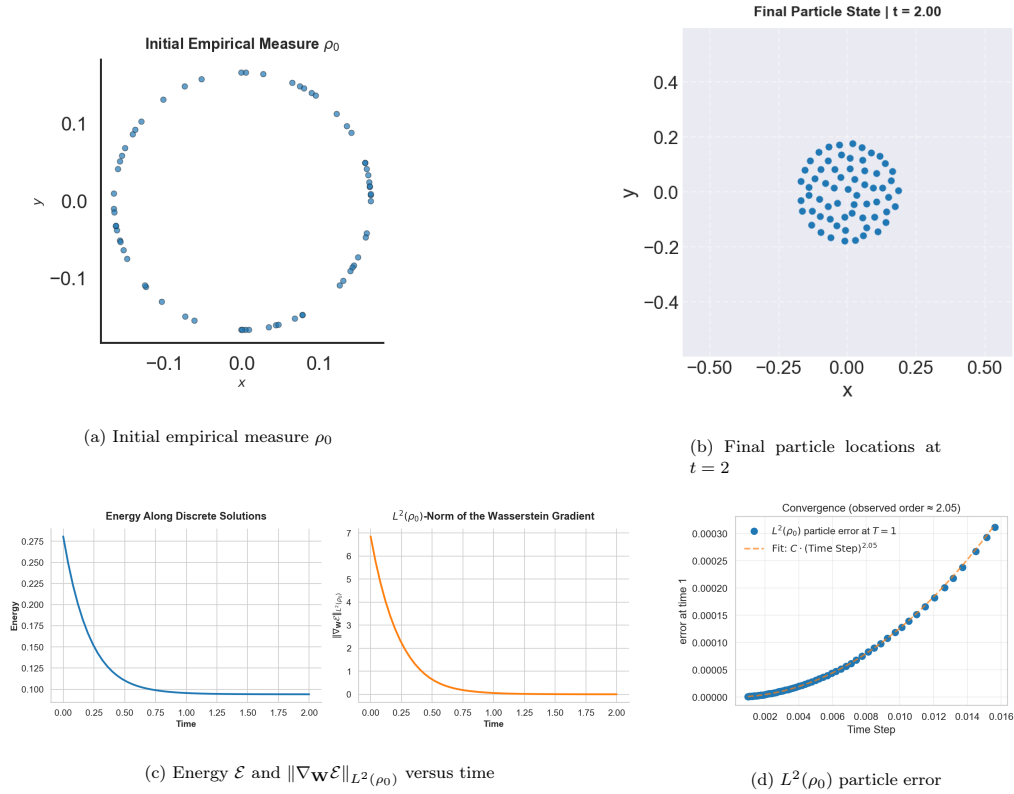 Initial Empirical Measure ρ₀
y
0.1
0.0
−0.1
−0.1 0.0 0.1
x
(a) Initial empirical measure ρ₀
Final Particle State | t = 2.00
y
0.4
0.2
0.0
−0.2
−0.4
−0.50 −0.25 0.00 0.25 0.50
x
(b) Final particle locations at
t = 2
Energy Along Discrete Solutions
Energy
0.275
0.250
0.225
0.200
0.175
0.150
0.125
0.100
0.00 0.25 0.50 0.75 1.00 1.25 1.50 1.75 2.00
Time
L²(ρ₀)-Norm of the Wasserstein Gradient
‖∇_𝐖ℰ‖_{L²(ρ₀)}
7
6
5
4
3
2
1
0
0.00 0.25 0.50 0.75 1.00 1.25 1.50 1.75 2.00
Time
(c) Energy ℰ and ‖∇_𝐖ℰ‖_{L²(ρ₀)} versus time
Convergence (observed order ≈ 2.05)
L²(ρ₀) particle error at T = 1
Fit: C · (Time Step)^{2.05}
error at time 1
0.00030
0.00025
0.00020
0.00015
0.00010
0.00005
0.00000
0.002 0.004 0.006 0.008 0.010 0.012 0.014 0.016
Time Step
(d) L²(ρ₀) particle error